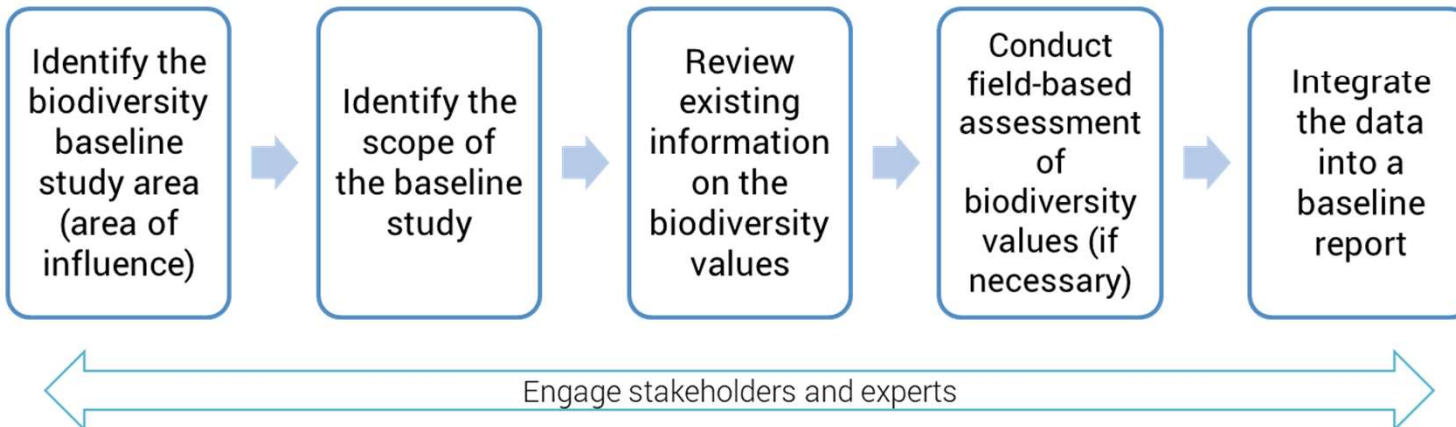 Identify the
biodiversity
baseline
study area
(area of
influence)
Identify the
scope of
the baseline
study
Review
existing
information
on the
biodiversity
values
Conduct
field-based
assessment
of
biodiversity
values (if
necessary)
Integrate
the data
into a
baseline
report
Engage stakeholders and experts